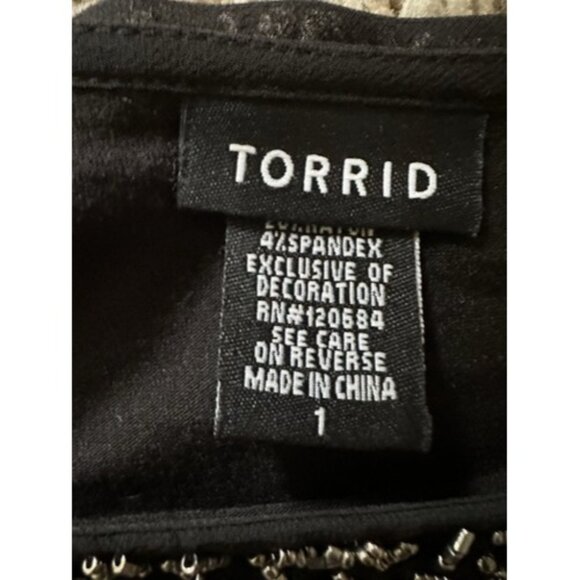 TORRID
4%SPANDEX
EXCLUSIVE OF
DECORATION
RN#120684
SEE CARE
ON REVERSE
MADE IN CHINA
1